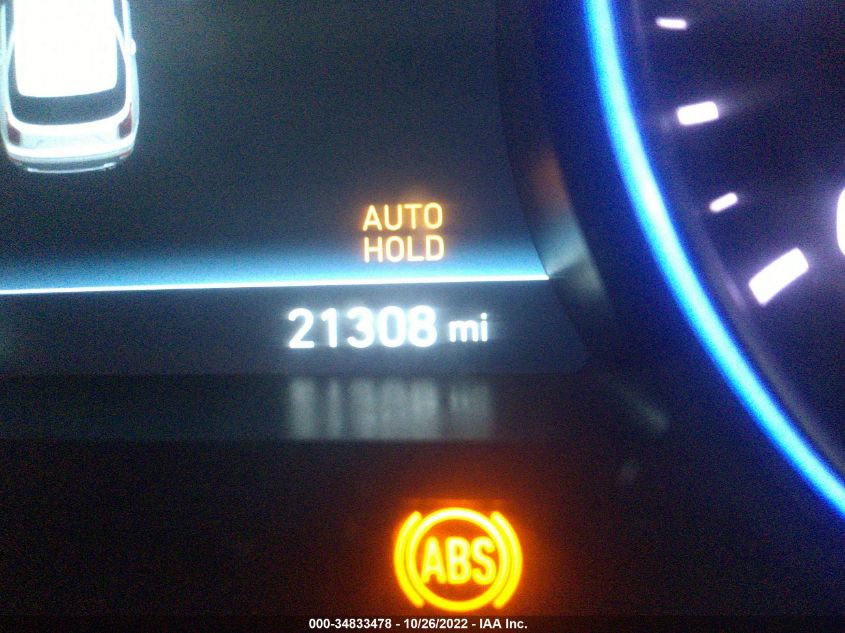 AUTO
HOLD
21308 mi
ABS
000-34833478 - 10/26/2022 - IAA Inc.